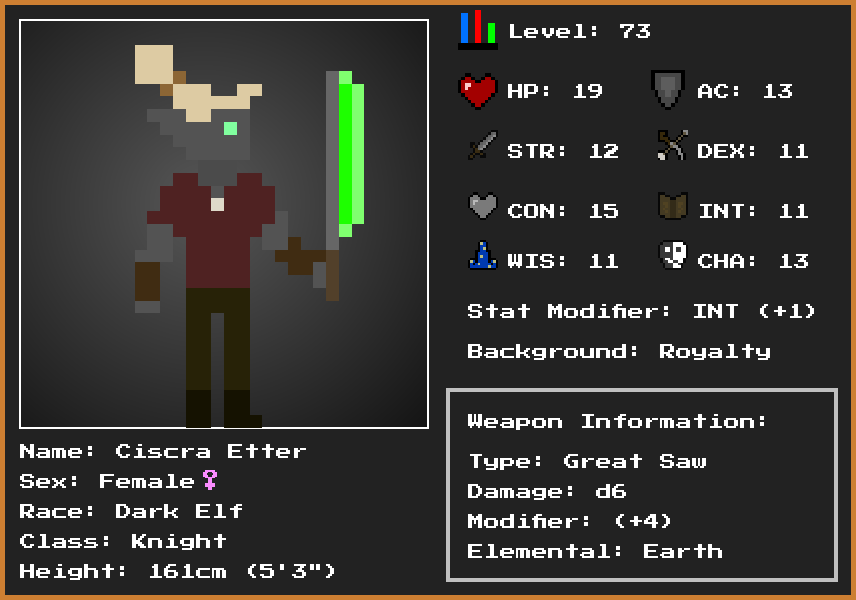 Level: 73
HP: 19
AC: 13
STR: 12
DEX: 11
CON: 15
INT: 11
WIS: 11
CHA: 13
Stat Modifier: INT (+1)
Background: Royalty
Weapon Information:
Type: Great Saw
Damage: d6
Modifier: (+4)
Elemental: Earth
Name: Ciscra Etter
Sex: Female♀
Race: Dark Elf
Class: Knight
Height: 161cm (5'3")